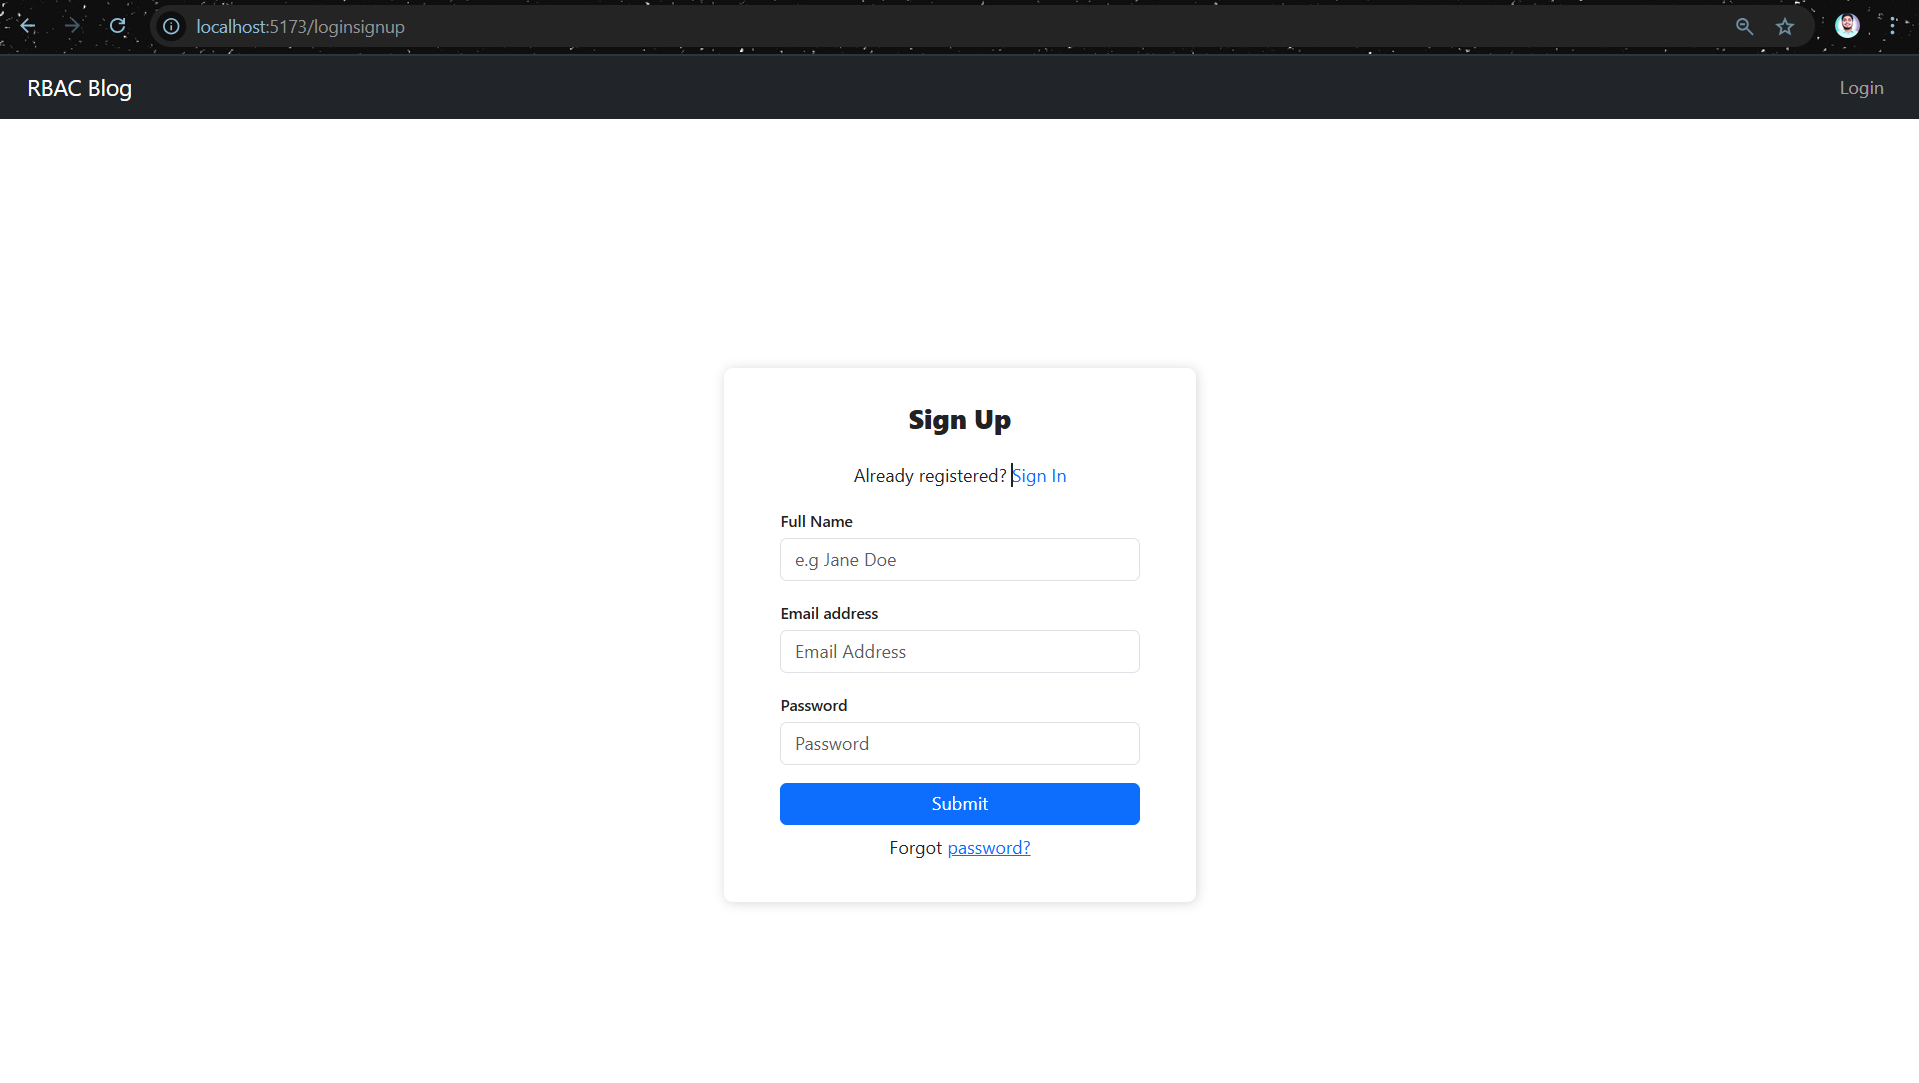 localhost:5173/loginsignup
RBAC Blog
Login
Sign Up
Already registered? Sign In
Full Name
e.g Jane Doe
Email address
Email Address
Password
Password
Submit
Forgot password?